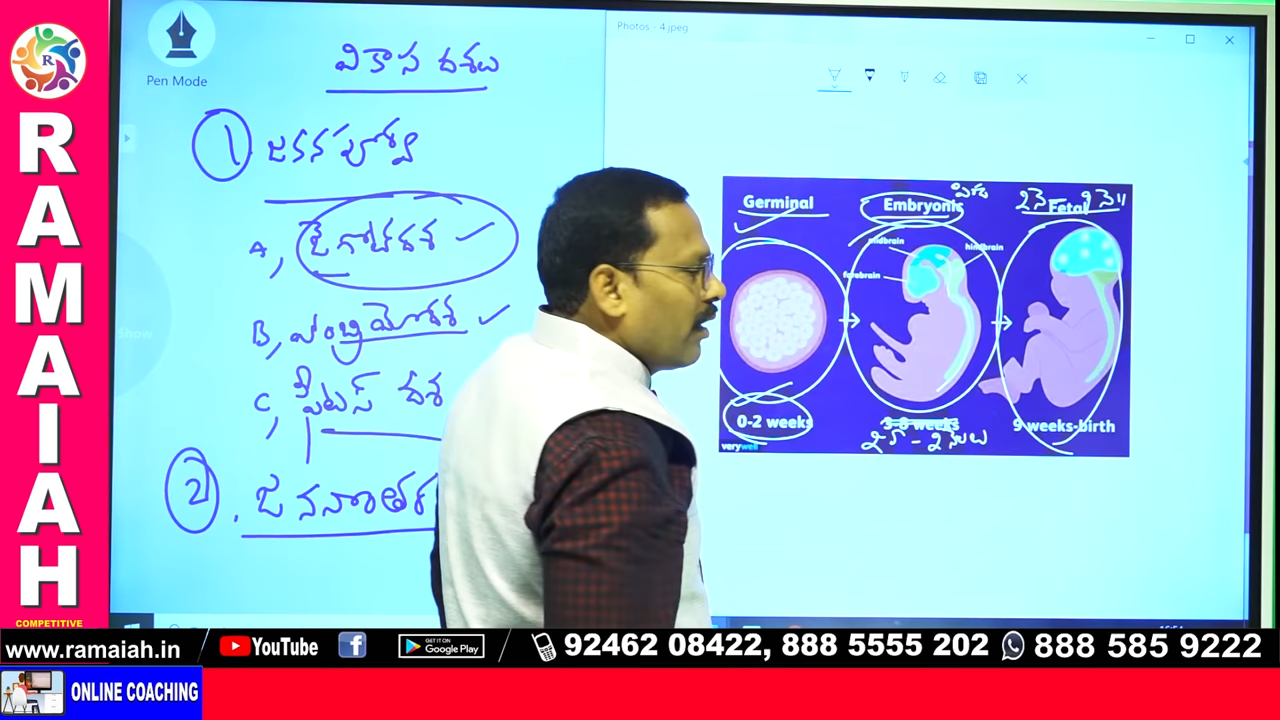 RAMAIAH
COMPETITIVE
Pen Mode
Show
వికాస దశలు
1 జనన పూర్వ
A, జైగోట్ దశ
B,
C, పీటస్ దశ
2. జననాంతర
Photos - 4.jpeg
Germinal
Embryonic
Fetal
midbrain
hindbrain
forebrain
0-2 weeks
3-8 weeks
9 weeks-birth
verywell
www.ramaiah.in
YouTube
GET IT ON
Google Play
92462 08422, 888 5555 202
888 585 9222
ONLINE COACHING